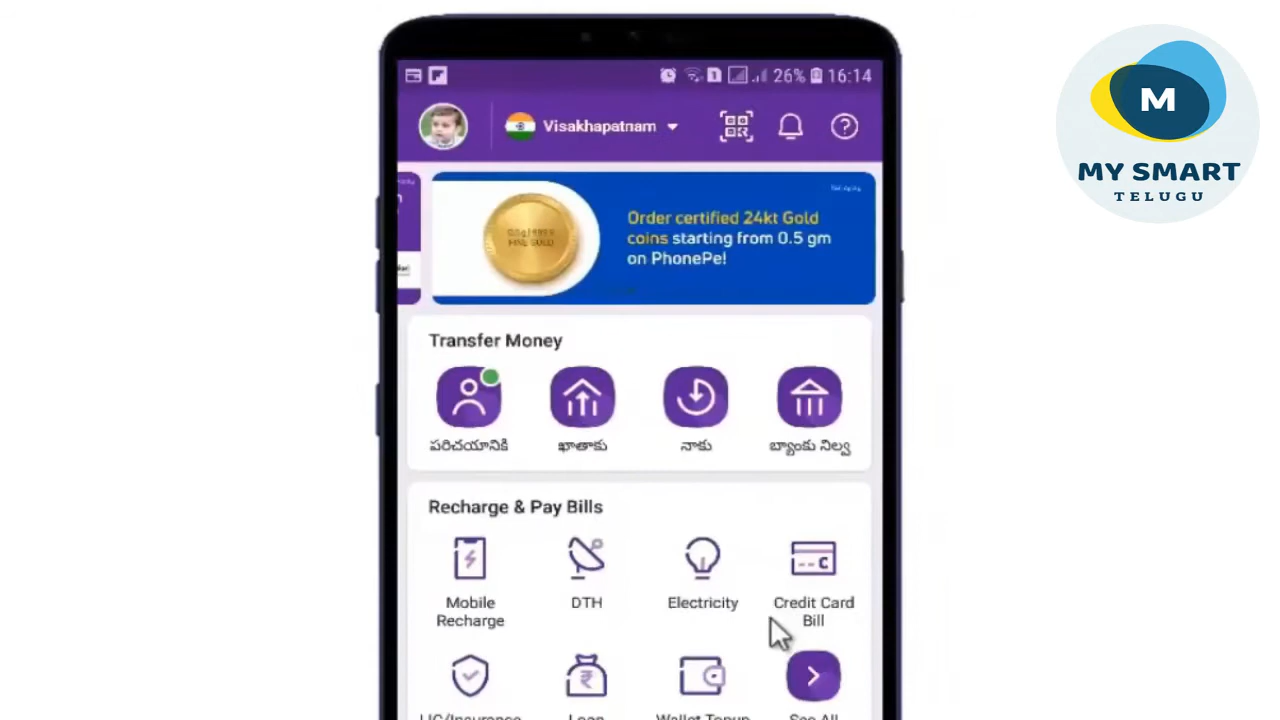 26% 16:14
Visakhapatnam
Order certified 24kt Gold
coins starting from 0.5 gm
on PhonePe!
M
MY SMART
TELUGU
Transfer Money
పరిచయానికి ఖాతాకు నాకు బ్యాంకు నిల్వ
Recharge & Pay Bills
Mobile
Recharge
DTH
Electricity
Credit Card
Bill
C
LIC/Insurance Loan Wallet Topup See All